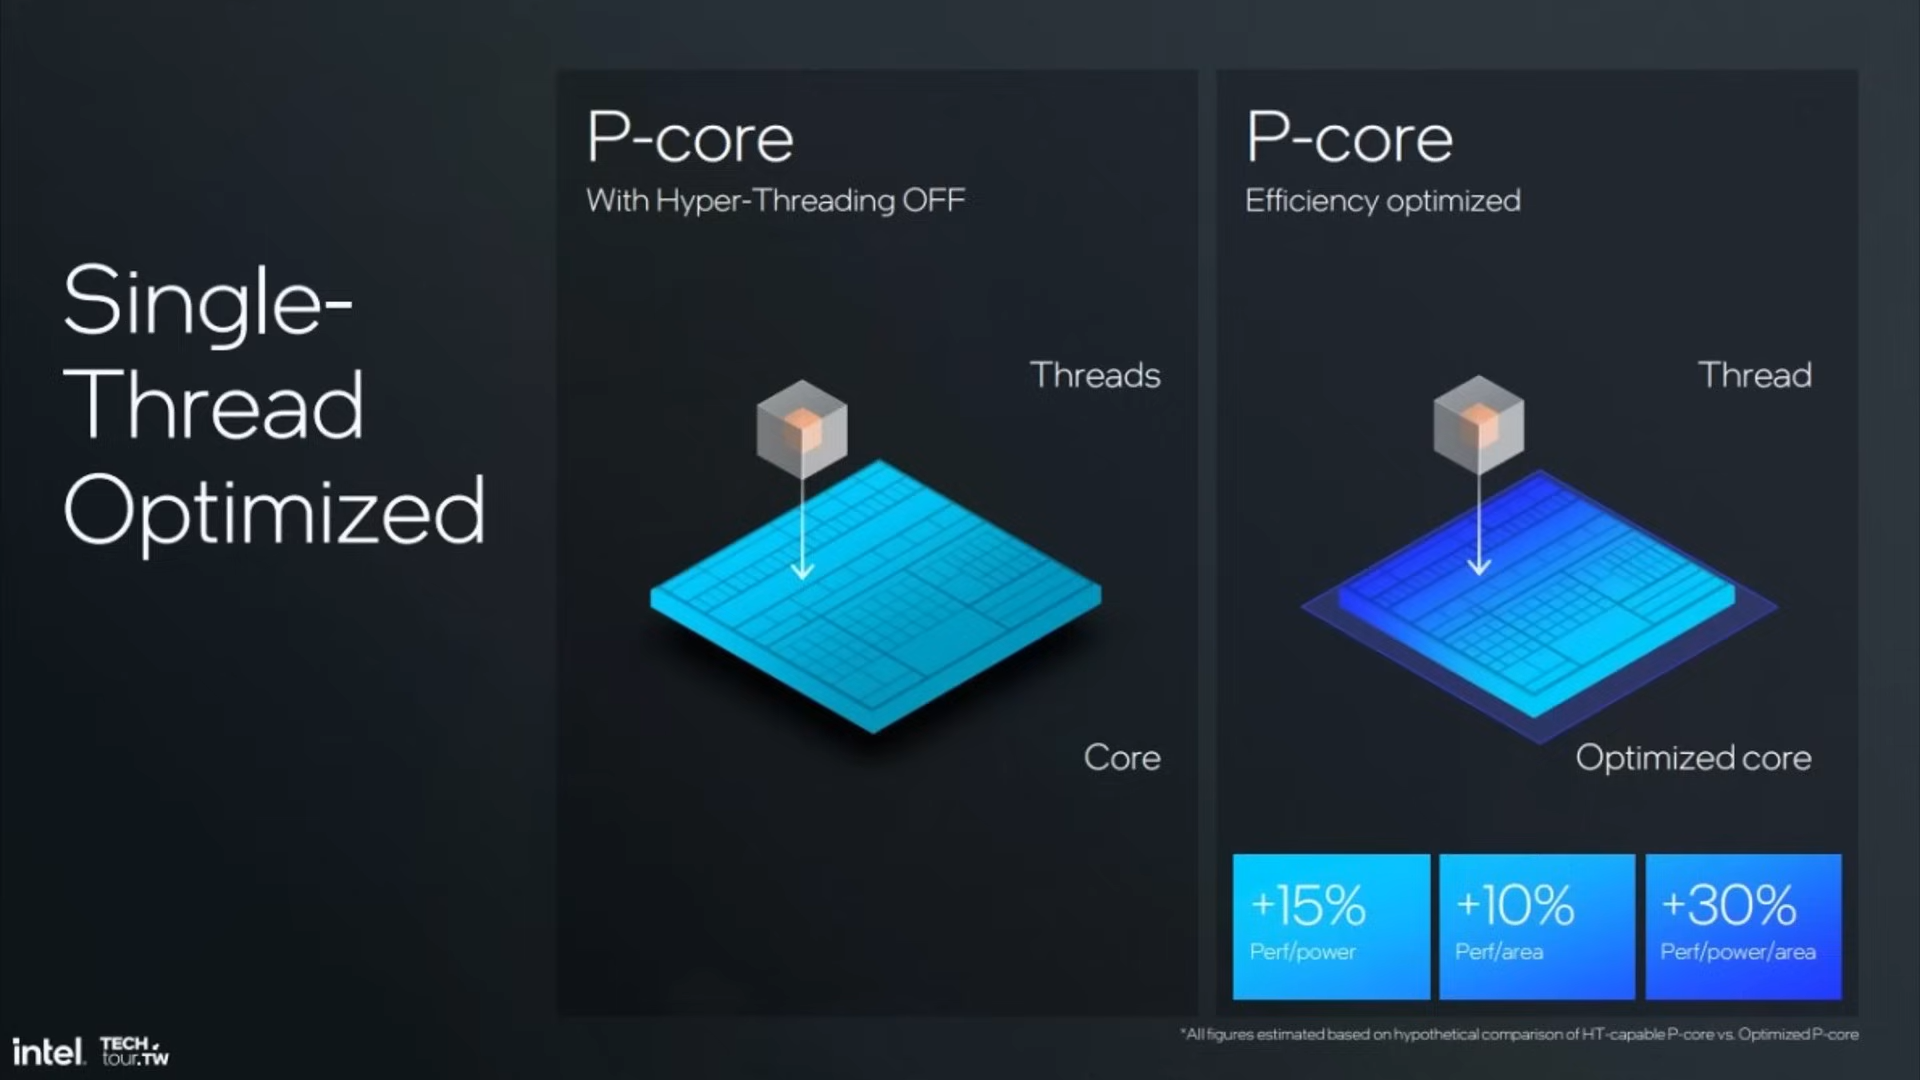 Single-
Thread
Optimized
P-core
With Hyper-Threading OFF
Threads
Core
P-core
Efficiency optimized
Thread
Optimized core
+15%
Perf/power
+10%
Perf/area
+30%
Perf/power/area
*All figures estimated based on hypothetical comparison of HT-capable P-core vs. Optimized P-core
intel.
TECH
tour.TW